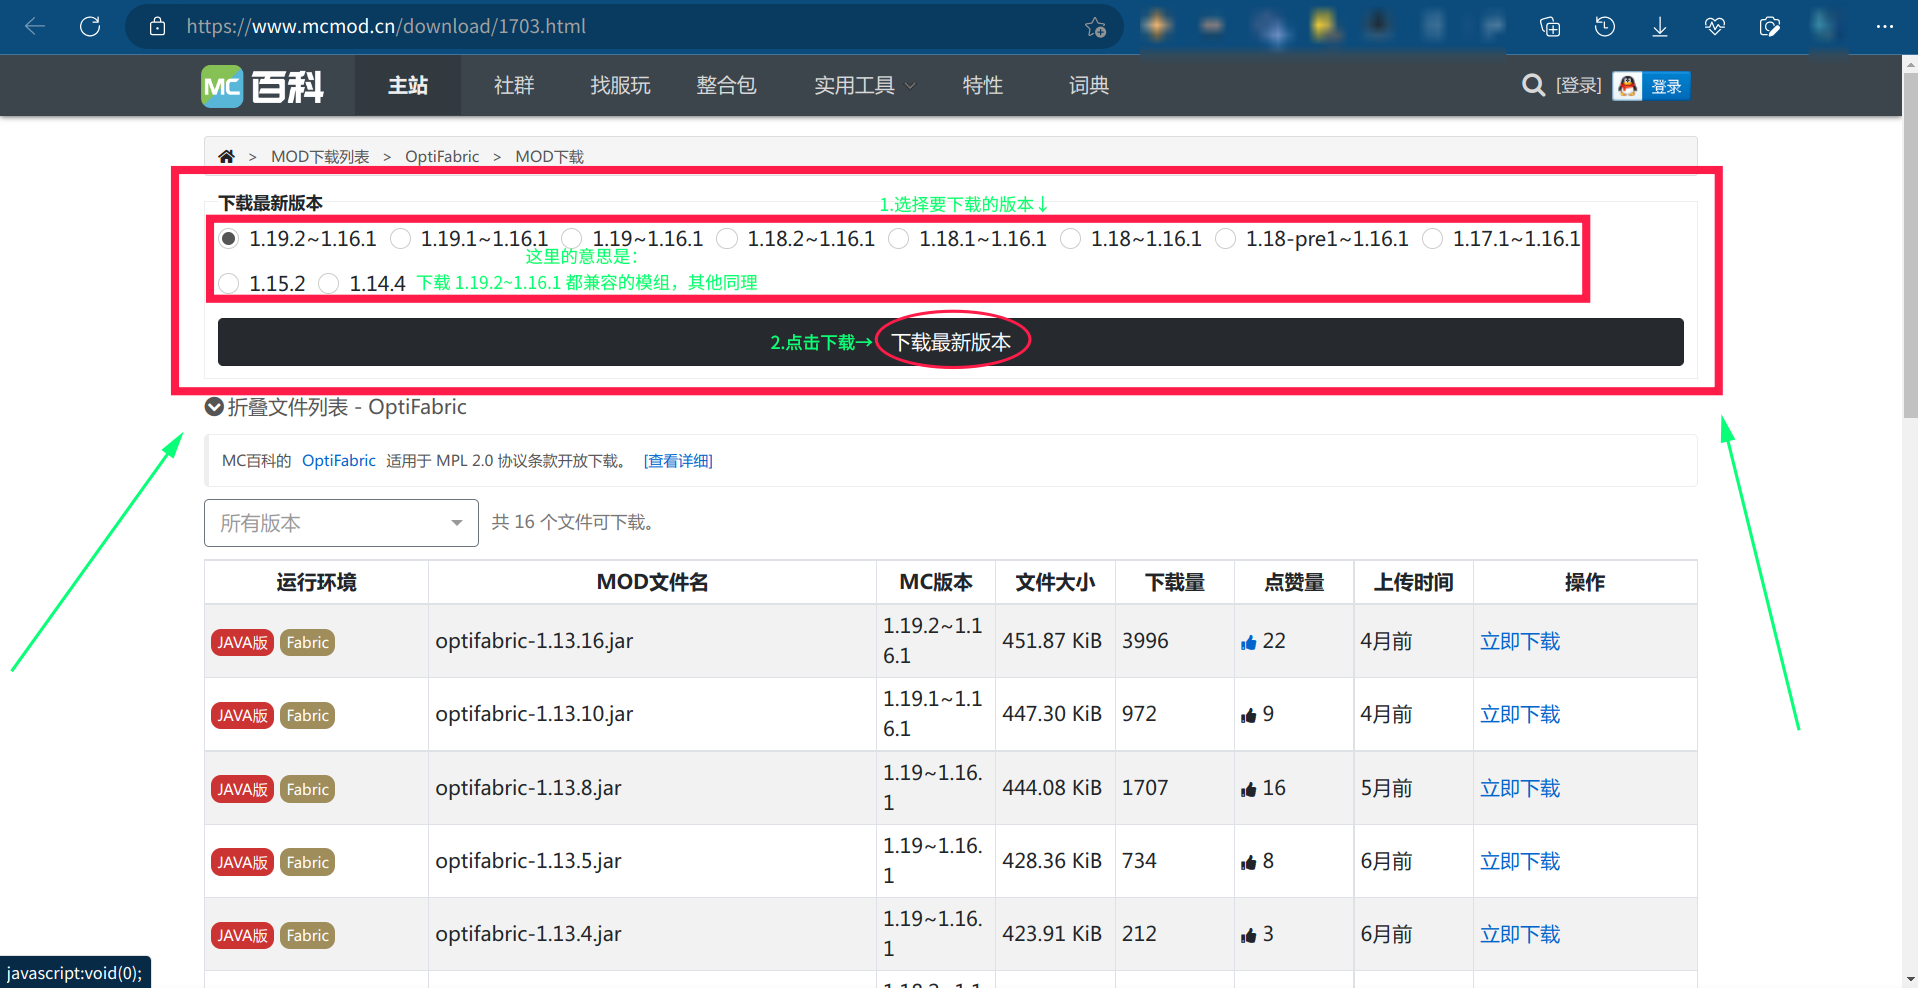 https://www.mcmod.cn/download/1703.html
MC 百科 主站 社群 找服玩 整合包 实用工具 特性 词典 [登录] 登录
> MOD下载列表 > OptiFabric > MOD下载
下载最新版本
1.选择要下载的版本↓
1.19.2~1.16.1 1.19.1~1.16.1 1.19~1.16.1 1.18.2~1.16.1 1.18.1~1.16.1 1.18~1.16.1 1.18-pre1~1.16.1 1.17.1~1.16.1
这里的意思是：
1.15.2 1.14.4 下载 1.19.2~1.16.1 都兼容的模组，其他同理
2.点击下载→ 下载最新版本
折叠文件列表 - OptiFabric
MC百科的 OptiFabric 适用于 MPL 2.0 协议条款开放下载。 [查看详细]
所有版本 共 16 个文件可下载。
运行环境 MOD文件名 MC版本 文件大小 下载量 点赞量 上传时间 操作
JAVA版 Fabric optifabric-1.13.16.jar 1.19.2~1.1 451.87 KiB 3996 22 4月前 立即下载
6.1
JAVA版 Fabric optifabric-1.13.10.jar 1.19.1~1.1 447.30 KiB 972 9 4月前 立即下载
6.1
JAVA版 Fabric optifabric-1.13.8.jar 1.19~1.16. 444.08 KiB 1707 16 5月前 立即下载
1
JAVA版 Fabric optifabric-1.13.5.jar 1.19~1.16. 428.36 KiB 734 8 6月前 立即下载
1
JAVA版 Fabric optifabric-1.13.4.jar 1.19~1.16. 423.91 KiB 212 3 6月前 立即下载
1
javascript:void(0);